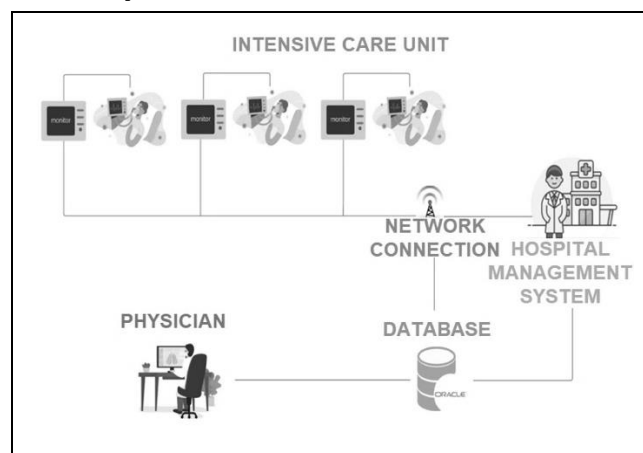 INTENSIVE CARE UNIT
monitor
monitor
monitor
NETWORK
CONNECTION
HOSPITAL
MANAGEMENT
SYSTEM
PHYSICIAN
DATABASE
ORACLE